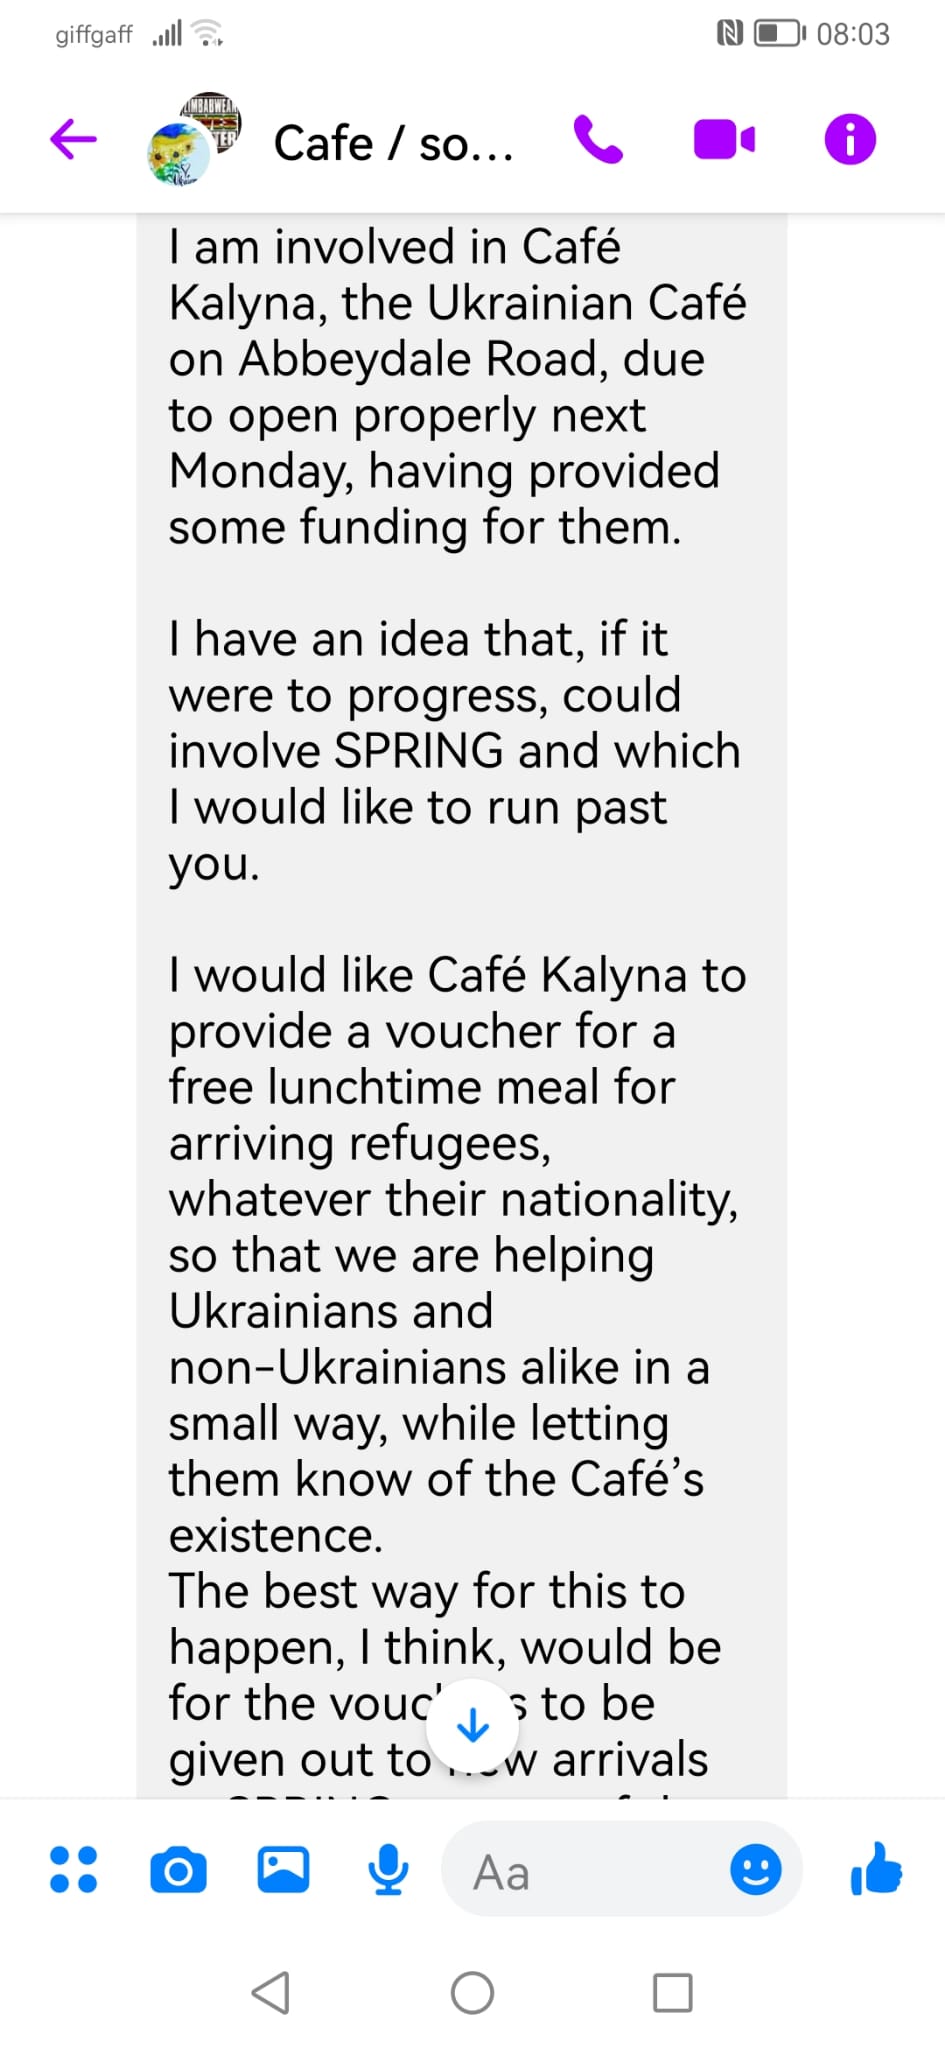 giffgaff
08:03
Cafe / so...
I am involved in Café
Kalyna, the Ukrainian Café
on Abbeydale Road, due
to open properly next
Monday, having provided
some funding for them.
I have an idea that, if it
were to progress, could
involve SPRING and which
I would like to run past
you.
I would like Café Kalyna to
provide a voucher for a
free lunchtime meal for
arriving refugees,
whatever their nationality,
so that we are helping
Ukrainians and
non-Ukrainians alike in a
small way, while letting
them know of the Café’s
existence.
The best way for this to
happen, I think, would be
for the to be
given out to arrivals
Aa